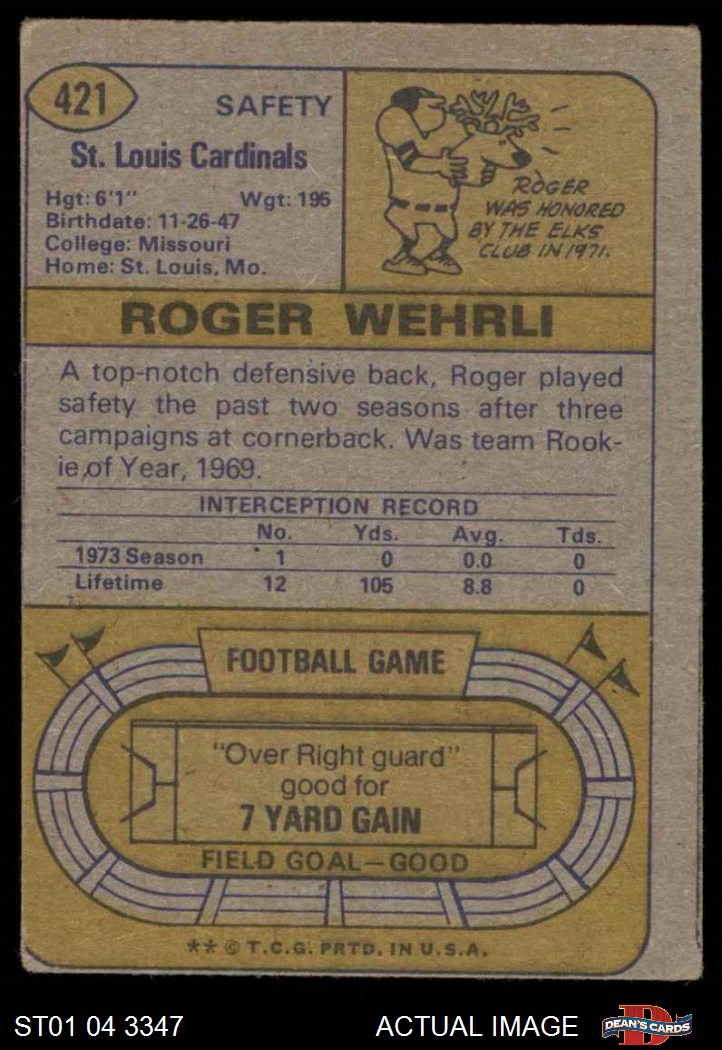 421
SAFETY
St. Louis Cardinals
Hgt: 6'1" Wgt: 195
Birthdate: 11-26-47
College: Missouri
Home: St. Louis, Mo.
ROGER
WAS HONORED
BY THE ELKS
CLUB IN 1971.
ROGER WEHRLI
A top-notch defensive back, Roger played
safety the past two seasons after three
campaigns at cornerback. Was team Rook-
ie of Year, 1969.
INTERCEPTION RECORD
No. Yds. Avg. Tds.
1973 Season 1 0 0.0 0
Lifetime 12 105 8.8 0
FOOTBALL GAME
"Over Right guard"
good for
7 YARD GAIN
FIELD GOAL—GOOD
** © T.C.G. PRTD. IN U.S.A.
ST01 04 3347 ACTUAL IMAGE D DEAN'S CARDS